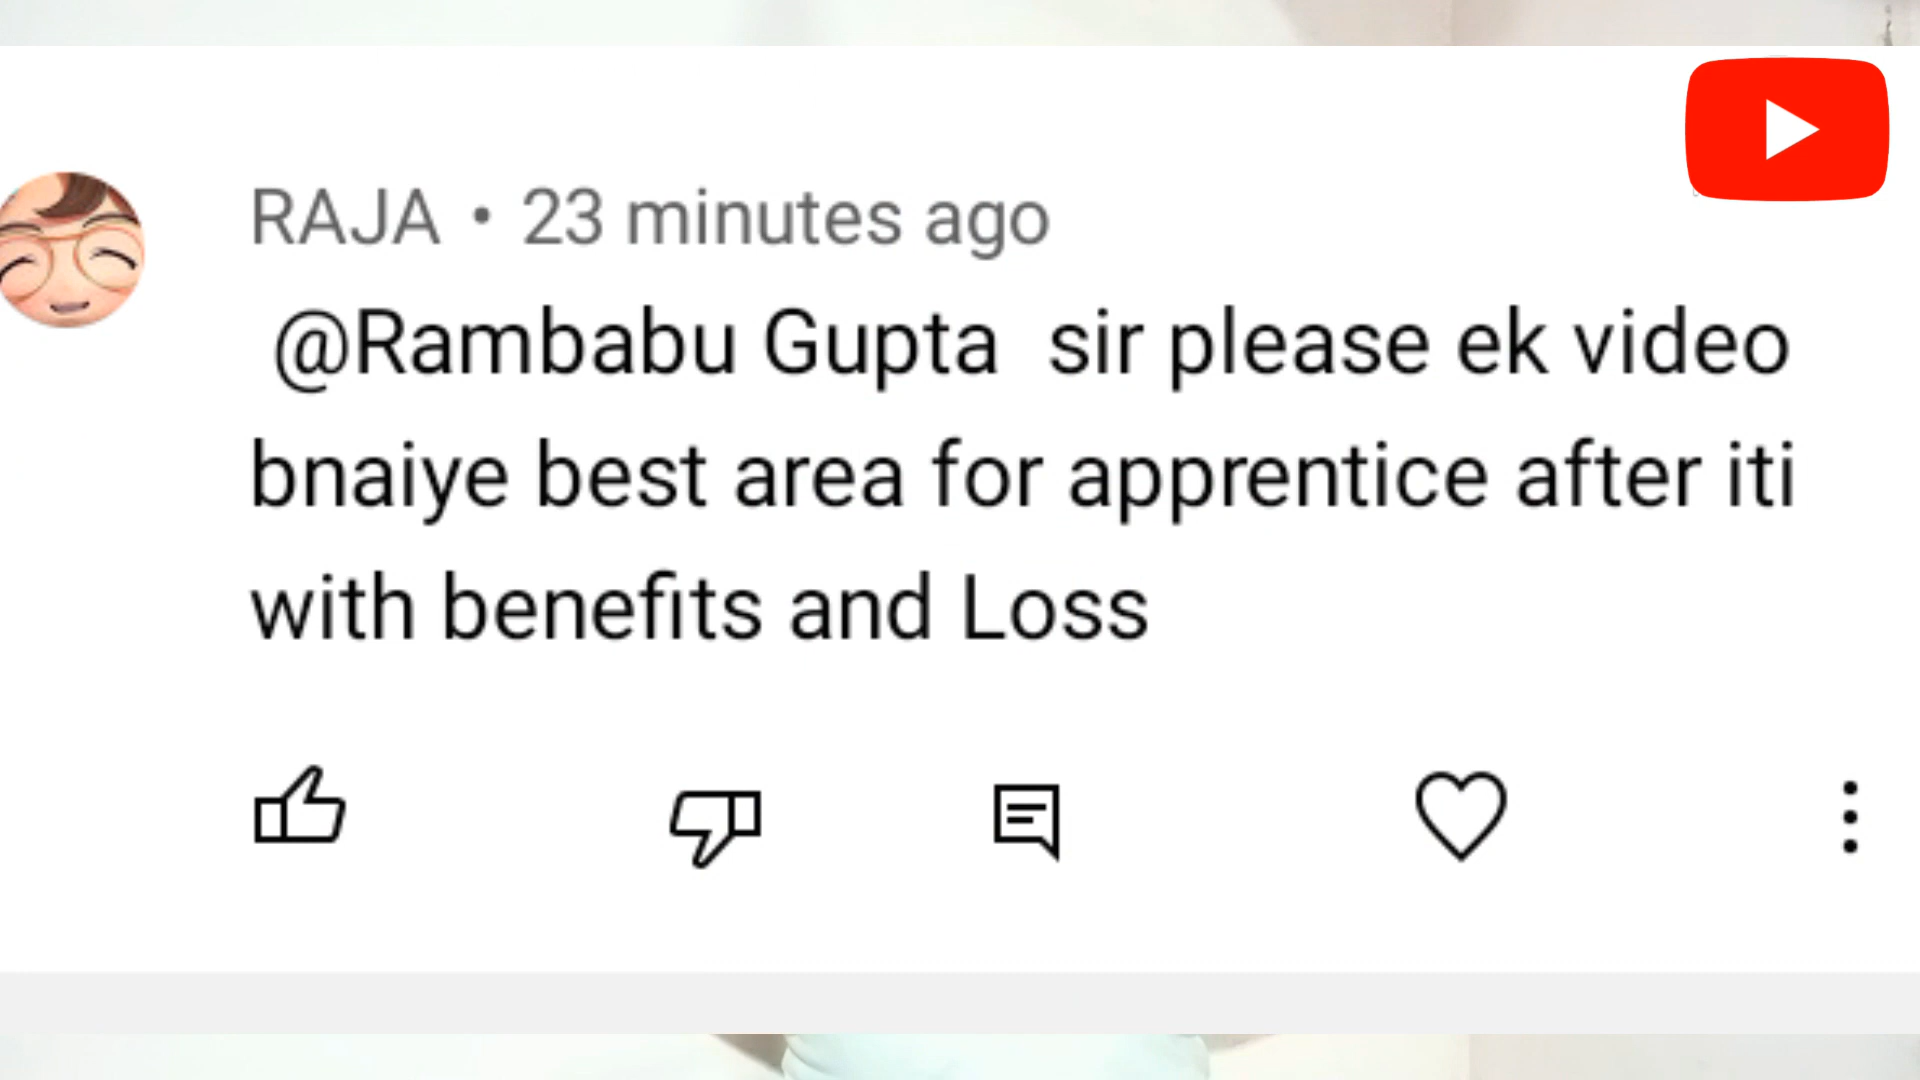 RAJA • 23 minutes ago
@Rambabu Gupta sir please ek video
bnaiye best area for apprentice after iti
with benefits and Loss